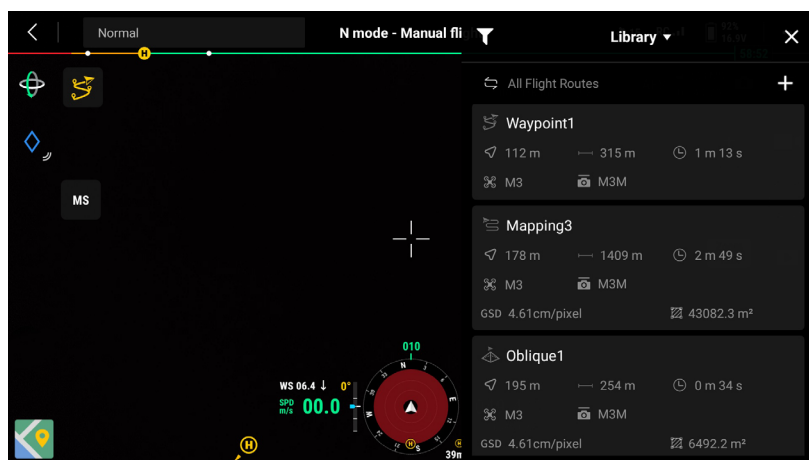 Normal
N mode - Manual fli
Library
All Flight Routes
Waypoint1
112 m 315 m 1 m 13 s
M3 M3M
MS
Mapping3
178 m 1409 m 2 m 49 s
M3 M3M
GSD 4.61cm/pixel 43082.3 m²
Oblique1
195 m 254 m 0 m 34 s
M3 M3M
GSD 4.61cm/pixel 6492.2 m²
010
WS 06.4 ↓ 0°
SPD m/s 00.0
N
E
S
W
H
H
H
39m